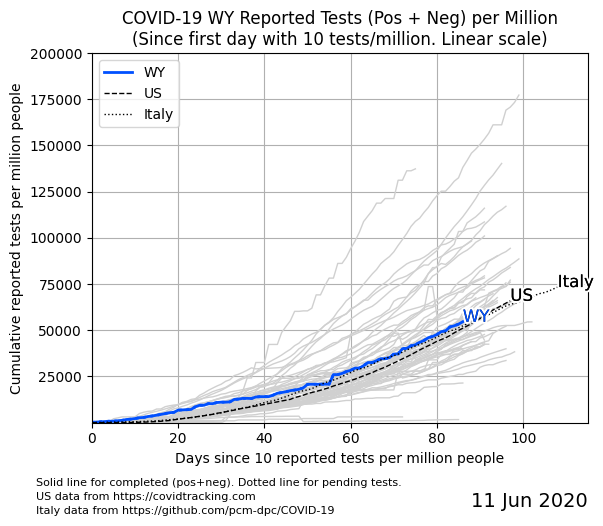 COVID-19 WY Reported Tests (Pos + Neg) per Million
(Since first day with 10 tests/million. Linear scale)
Cumulative reported tests per million people
200000
175000
150000
125000
100000
75000
50000
25000
WY
US
Italy
Italy
US
WY
0 20 40 60 80 100
Days since 10 reported tests per million people
Solid line for completed (pos+neg). Dotted line for pending tests.
US data from https://covidtracking.com
Italy data from https://github.com/pcm-dpc/COVID-19
11 Jun 2020